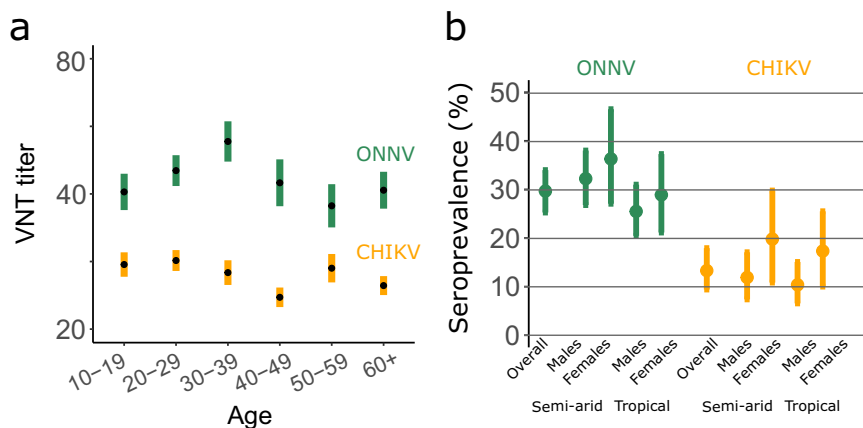 a
VNT titer
80
40
20
ONNV
CHIKV
10−19
20−29
30−39
40−49
50−59
60+
Age
b
ONNV CHIKV
Seroprevalence (%)
50
40
30
20
10
0
Overall Males Females Males Females Overall Males Females Males Females
Semi-arid Tropical Semi-arid Tropical